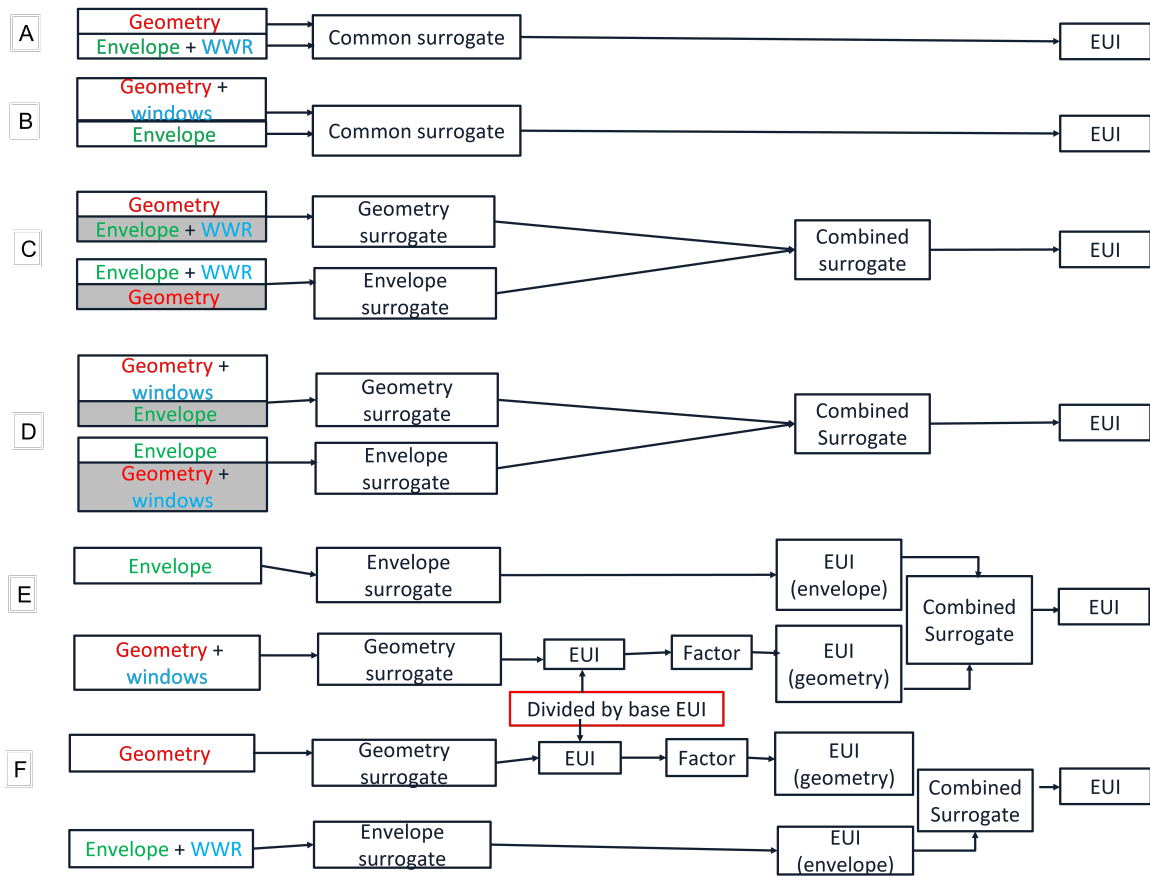 A
Geometry
Envelope + WWR
Common surrogate
EUI
B
Geometry +
windows
Envelope
Common surrogate
EUI
C
Geometry
Envelope + WWR
Geometry
surrogate
Envelope + WWR
Geometry
Envelope
surrogate
Combined
surrogate
EUI
D
Geometry +
windows
Envelope
Geometry
surrogate
Envelope
Geometry +
windows
Envelope
surrogate
Combined
Surrogate
EUI
E
Envelope
Envelope
surrogate
EUI
(envelope)
Geometry +
windows
Geometry
surrogate
EUI
Factor
EUI
(geometry)
Combined
Surrogate
EUI
Divided by base EUI
F
Geometry
Geometry
surrogate
EUI
Factor
EUI
(geometry)
Envelope + WWR
Envelope
surrogate
EUI
(envelope)
Combined
Surrogate
EUI